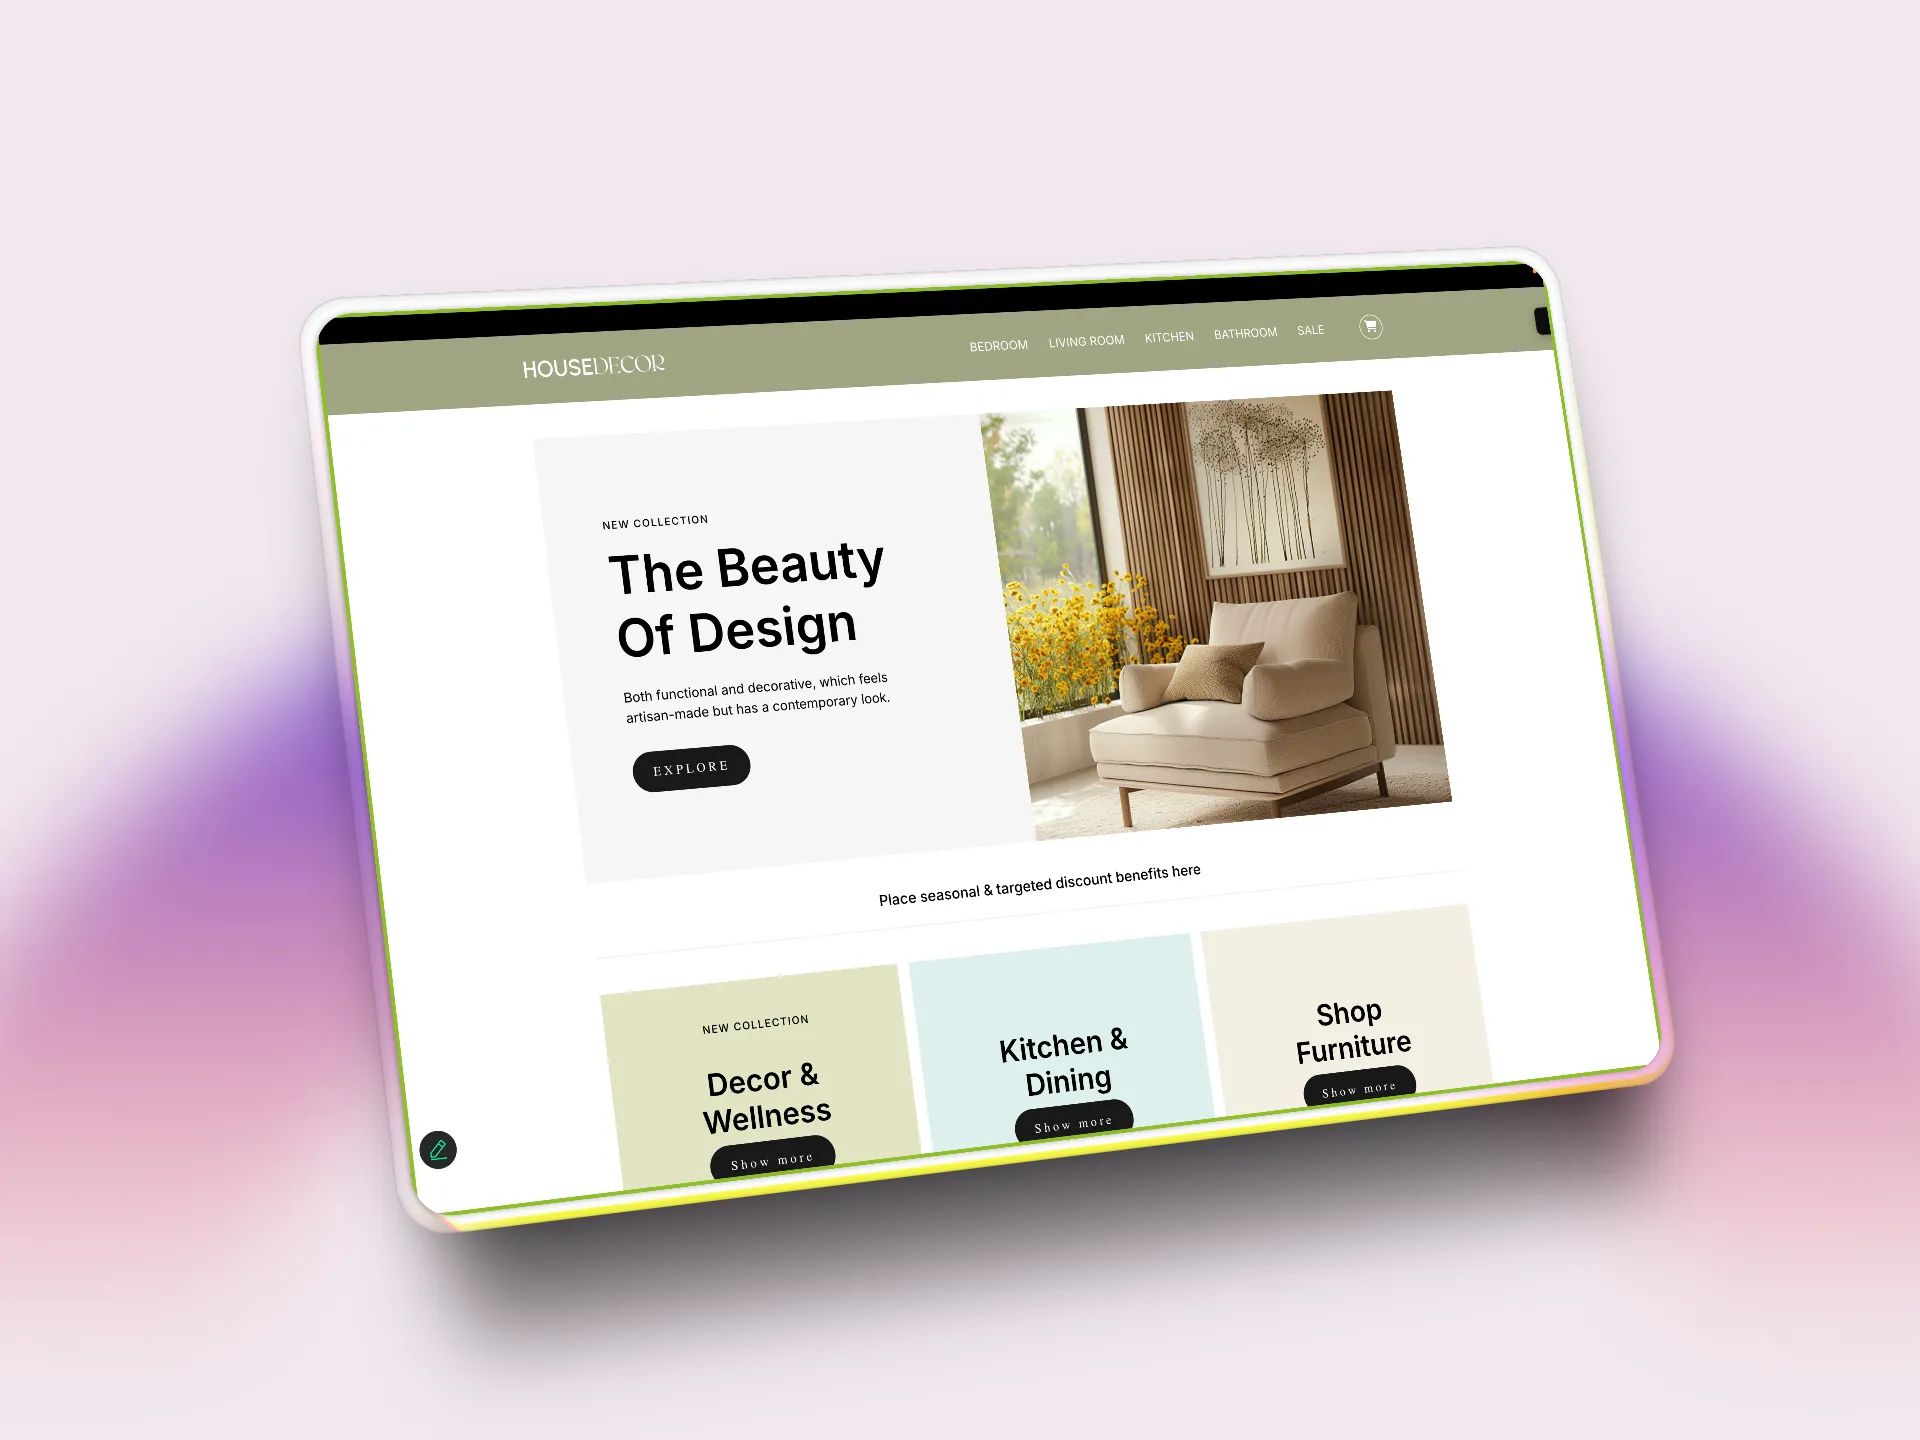 HOUSEDECOR
BEDROOM LIVING ROOM KITCHEN BATHROOM SALE
NEW COLLECTION
The Beauty
Of Design
Both functional and decorative, which feels
artisan-made but has a contemporary look.
EXPLORE
Place seasonal & targeted discount benefits here
NEW COLLECTION
Decor &
Wellness
Show more
Kitchen &
Dining
Show more
Shop
Furniture
Show more